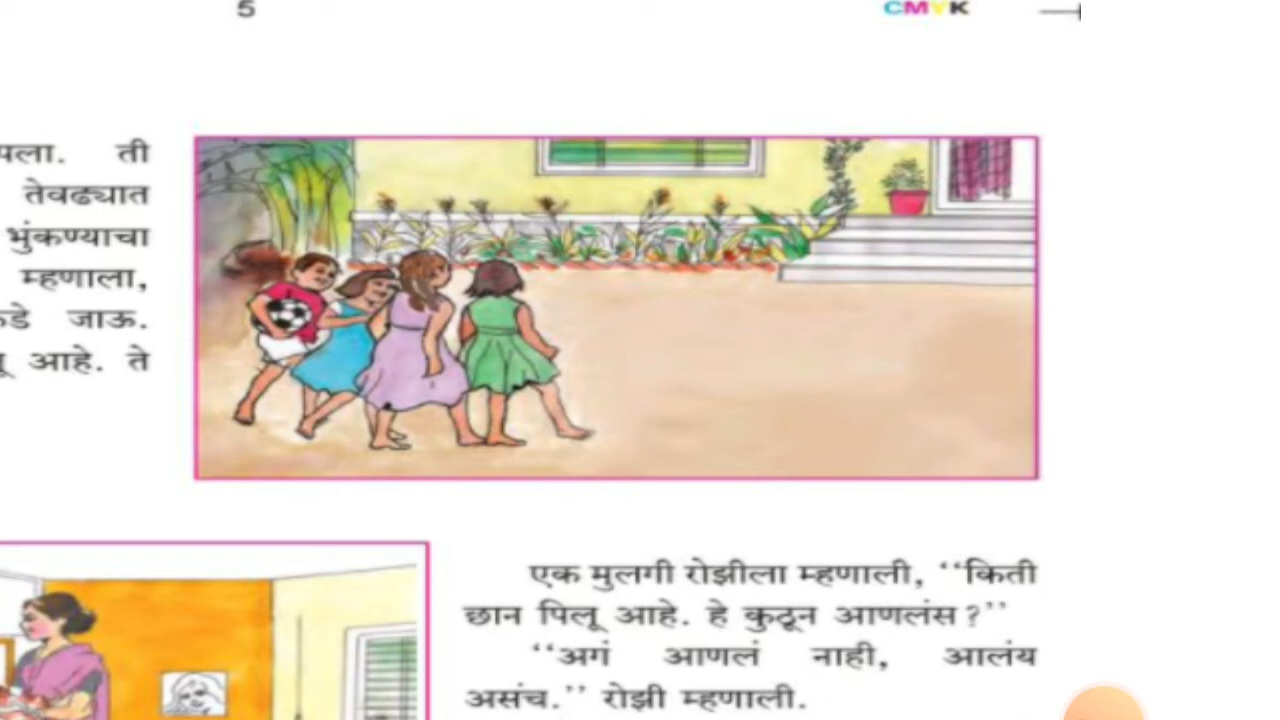 5
CMYK
ती
तेवढ्यात
भुंकण्याचा
म्हणाला,
जाऊ.
आहे. ते
एक मुलगी रोझीला म्हणाली, ‘‘किती
छान पिलू आहे. हे कुठून आणलंस?’’
‘‘अगं आणलं नाही, आलंय
असंच.’’ रोझी म्हणाली.